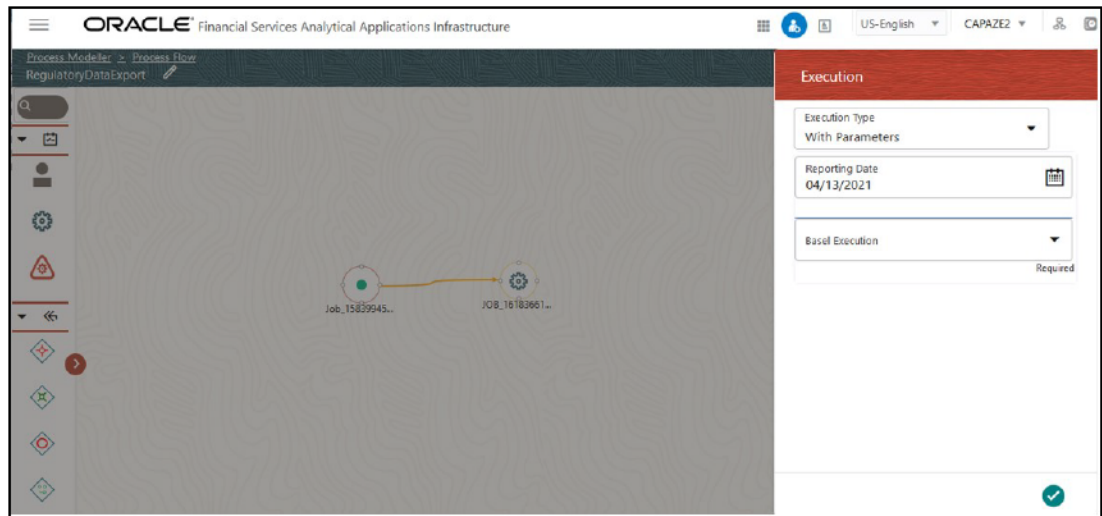 ORACLE® Financial Services Analytical Applications Infrastructure
US-English
CAPAZE2
Process Modeller > Process Flow
RegulatoryDataExport
Job_15839945...
JOB_16183661...
Execution
Execution Type
With Parameters
Reporting Date
04/13/2021
Basel Execution
Required